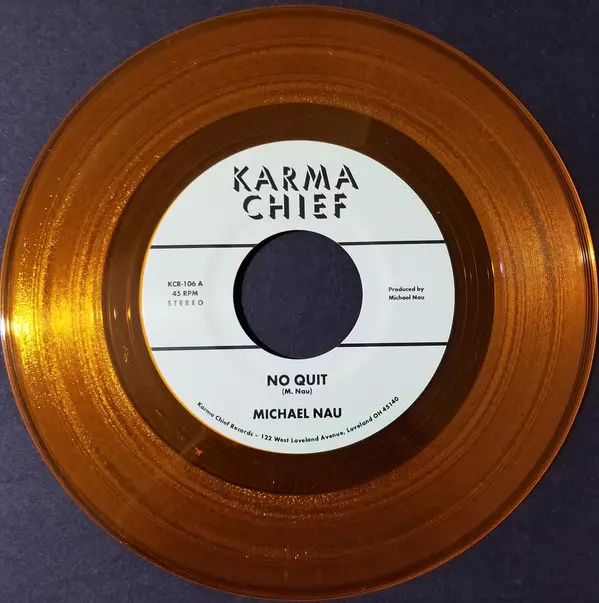 KARMA
CHIEF
KCR-106 A
45 RPM
STEREO
Produced by
Michael Nau
NO QUIT
(M. Nau)
MICHAEL NAU
Karma Chief Records – 122 West Loveland Avenue, Loveland OH 45140